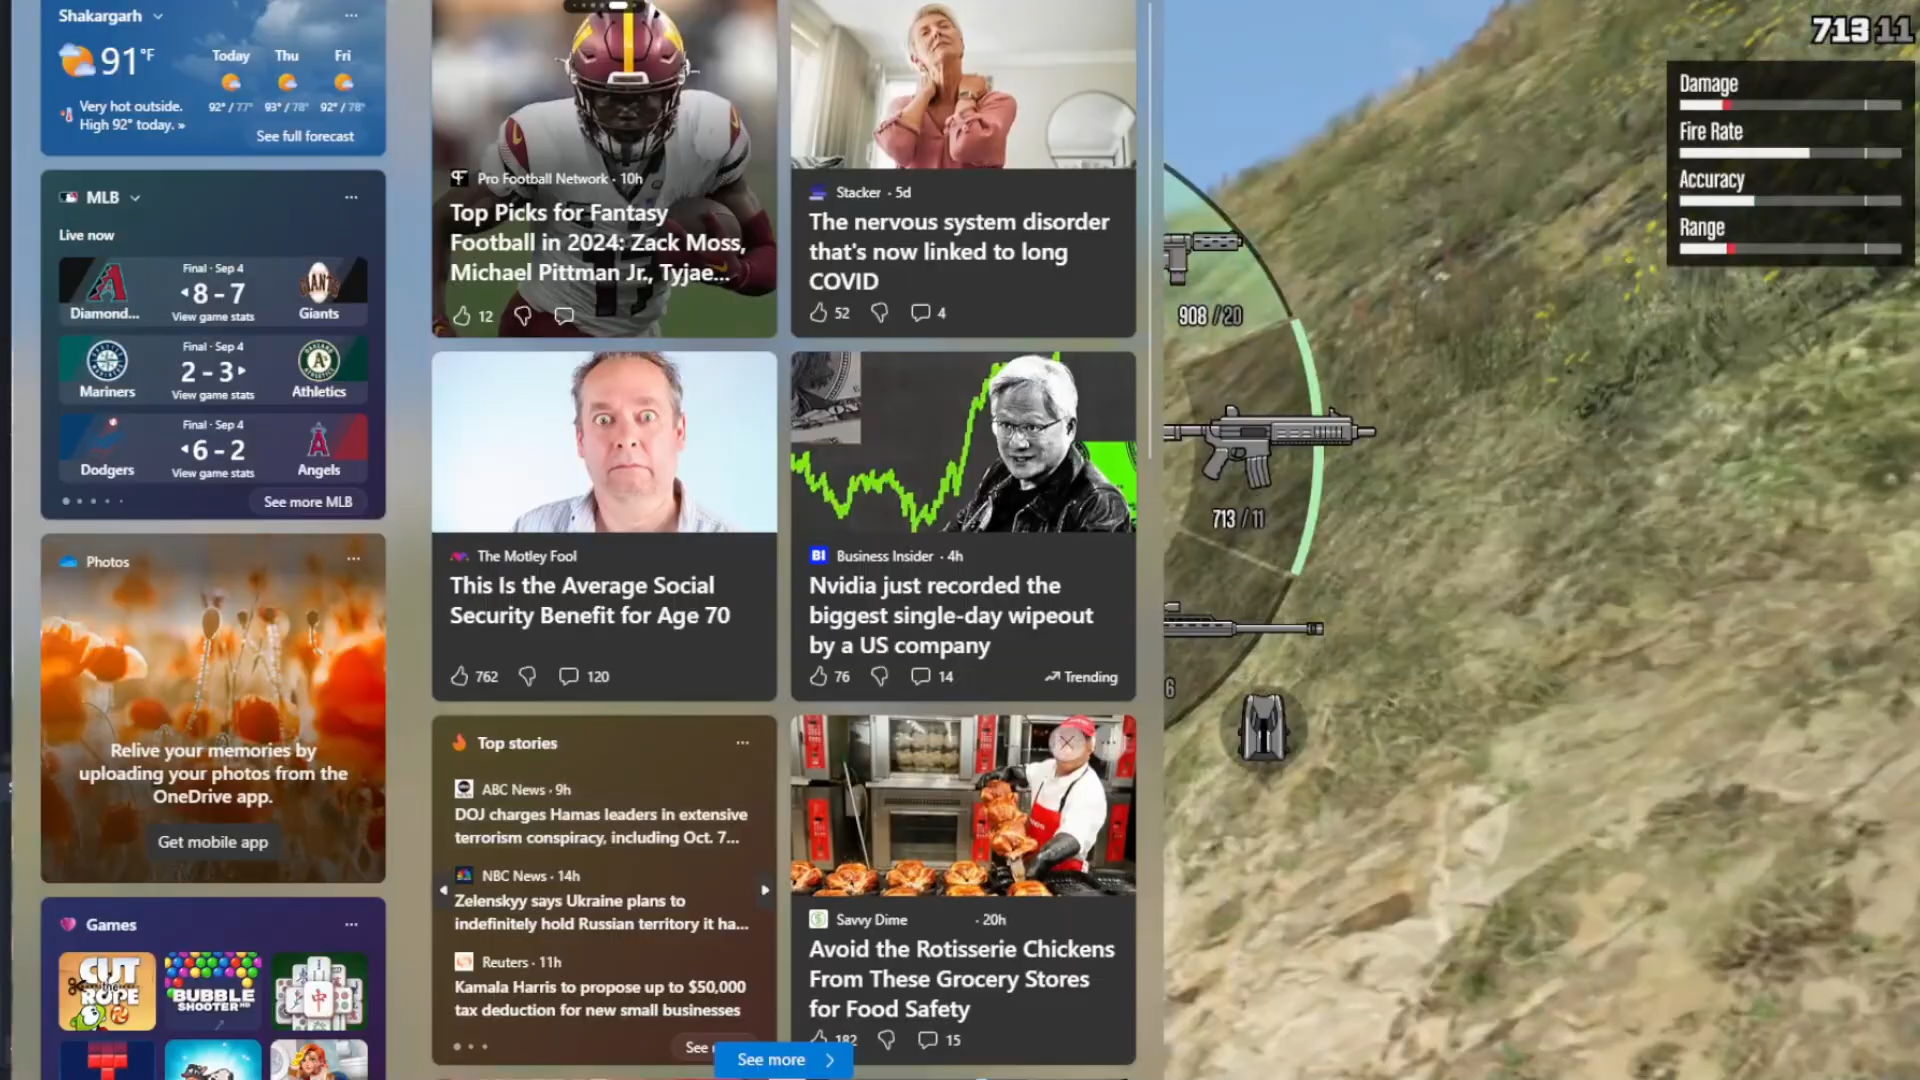 Shakargarh
91°F
Today
Thu
Fri
92° / 77°
93° / 78°
92° / 78°
Very hot outside.
High 92° today. »
See full forecast
MLB
Live now
Final · Sep 4
8 - 7
Diamond...
View game stats
Giants
Final · Sep 4
2 - 3
Mariners
View game stats
Athletics
Final · Sep 4
6 - 2
Dodgers
View game stats
Angels
See more MLB
Photos
Relive your memories by
uploading your photos from the
OneDrive app.
Get mobile app
Games
CUT
the
ROPE
BUBBLE
SHOOTER HD
中
Pro Football Network · 10h
Top Picks for Fantasy
Football in 2024: Zack Moss,
Michael Pittman Jr., Tyjae...
12
Stacker · 5d
The nervous system disorder
that's now linked to long
COVID
52
4
The Motley Fool
This Is the Average Social
Security Benefit for Age 70
762
120
BI
Business Insider · 4h
Nvidia just recorded the
biggest single-day wipeout
by a US company
76
14
Trending
Top stories
ABC News · 9h
DOJ charges Hamas leaders in extensive
terrorism conspiracy, including Oct. 7...
NBC News · 14h
Zelenskyy says Ukraine plans to
indefinitely hold Russian territory it ha...
Reuters · 11h
Kamala Harris to propose up to $50,000
tax deduction for new small businesses
See
Savvy Dime · 20h
Avoid the Rotisserie Chickens
From These Grocery Stores
for Food Safety
182
15
See more
713 11
Damage
Fire Rate
Accuracy
Range
908 / 20
713 / 11
6